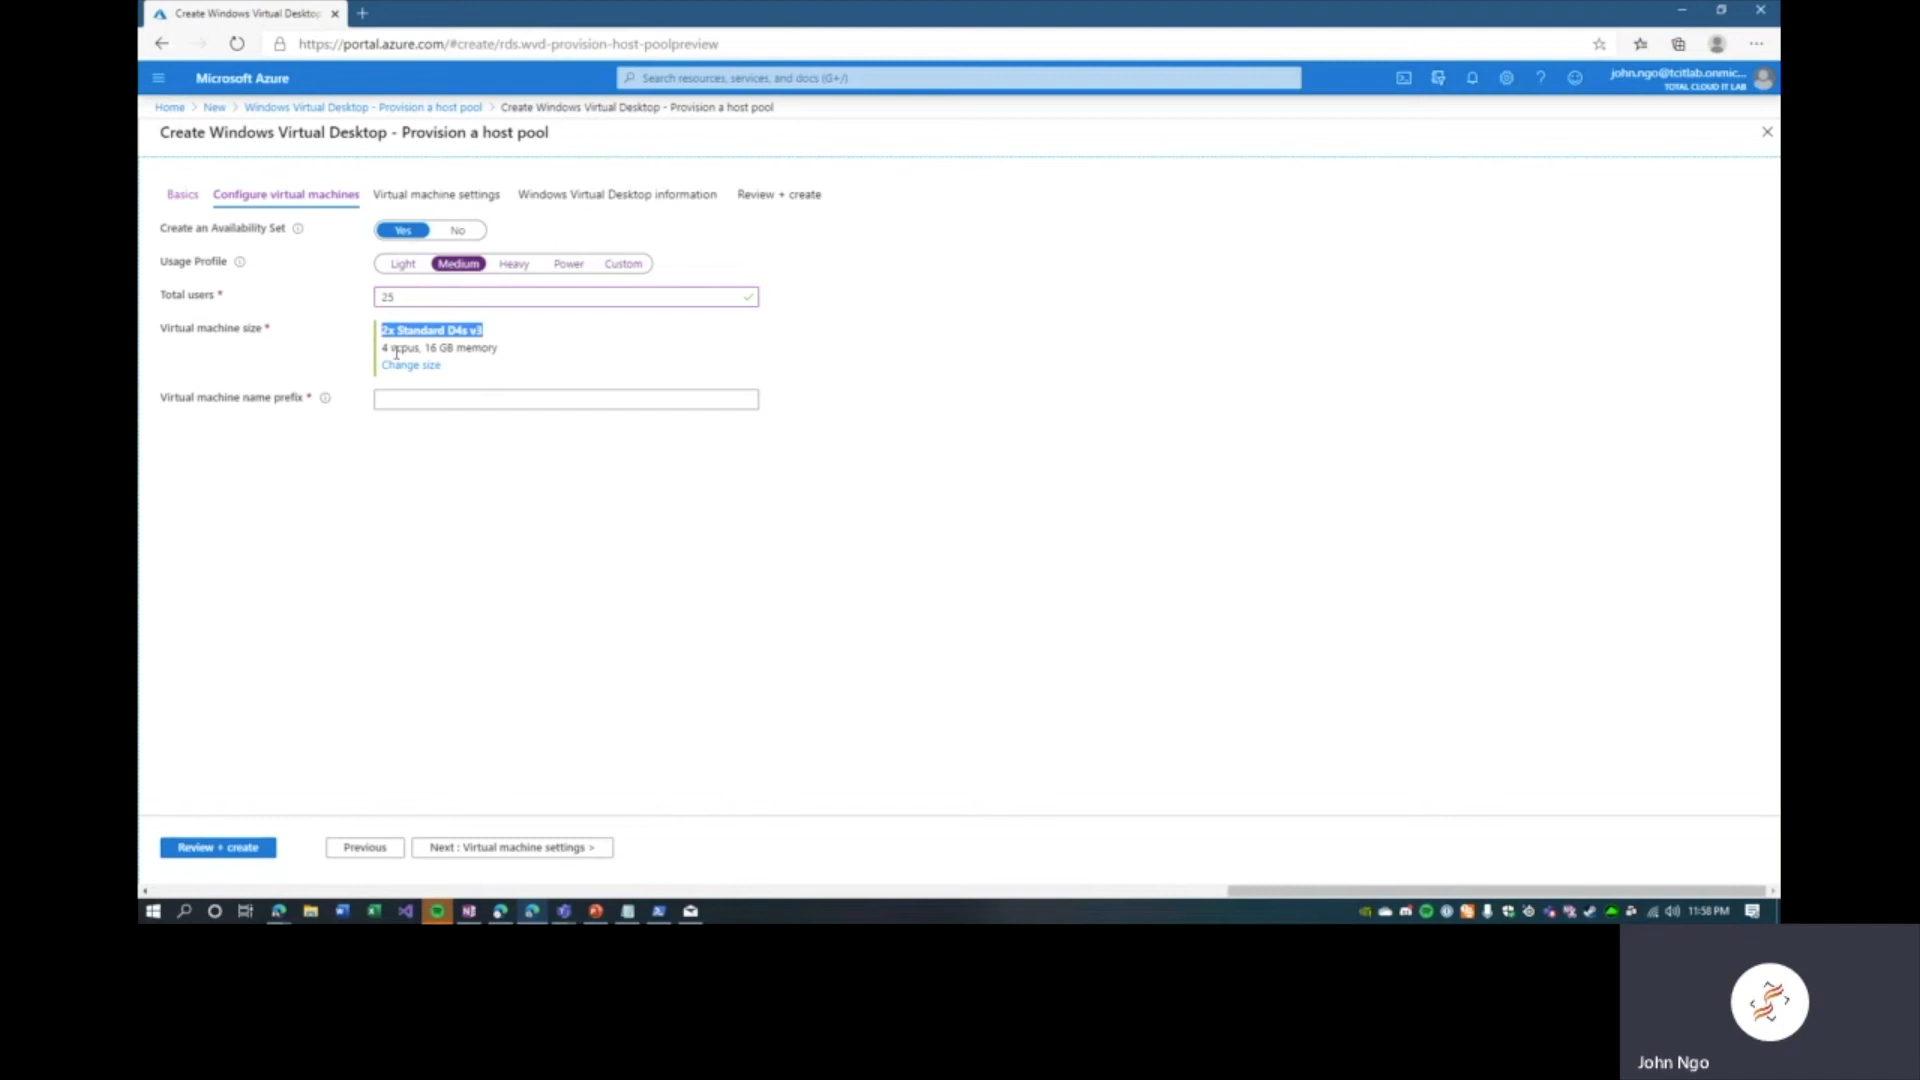 Create Windows Virtual Desktop
https://portal.azure.com/#create/rds.wvd-provision-host-poolpreview
Microsoft Azure
Search resources, services, and docs (G+/)
john.ngo@tcitlab.onmic...
TOTAL CLOUD IT LAB
Home > New > Windows Virtual Desktop - Provision a host pool > Create Windows Virtual Desktop - Provision a host pool
Create Windows Virtual Desktop - Provision a host pool
Basics Configure virtual machines Virtual machine settings Windows Virtual Desktop information Review + create
Create an Availability Set Yes No
Usage Profile Light Medium Heavy Power Custom
Total users * 25
Virtual machine size * 2x Standard D4s v3
4 vcpus, 16 GB memory
Change size
Virtual machine name prefix *
Review + create Previous Next : Virtual machine settings >
11:58 PM
John Ngo